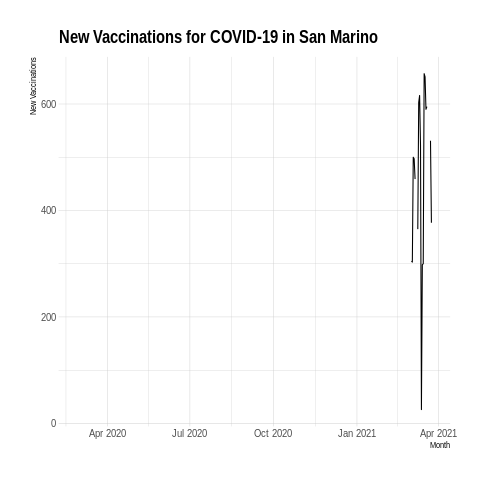 New Vaccinations for COVID-19 in San Marino
New Vaccinations
600
400
200
0
Apr 2020 Jul 2020 Oct 2020 Jan 2021 Apr 2021
Month